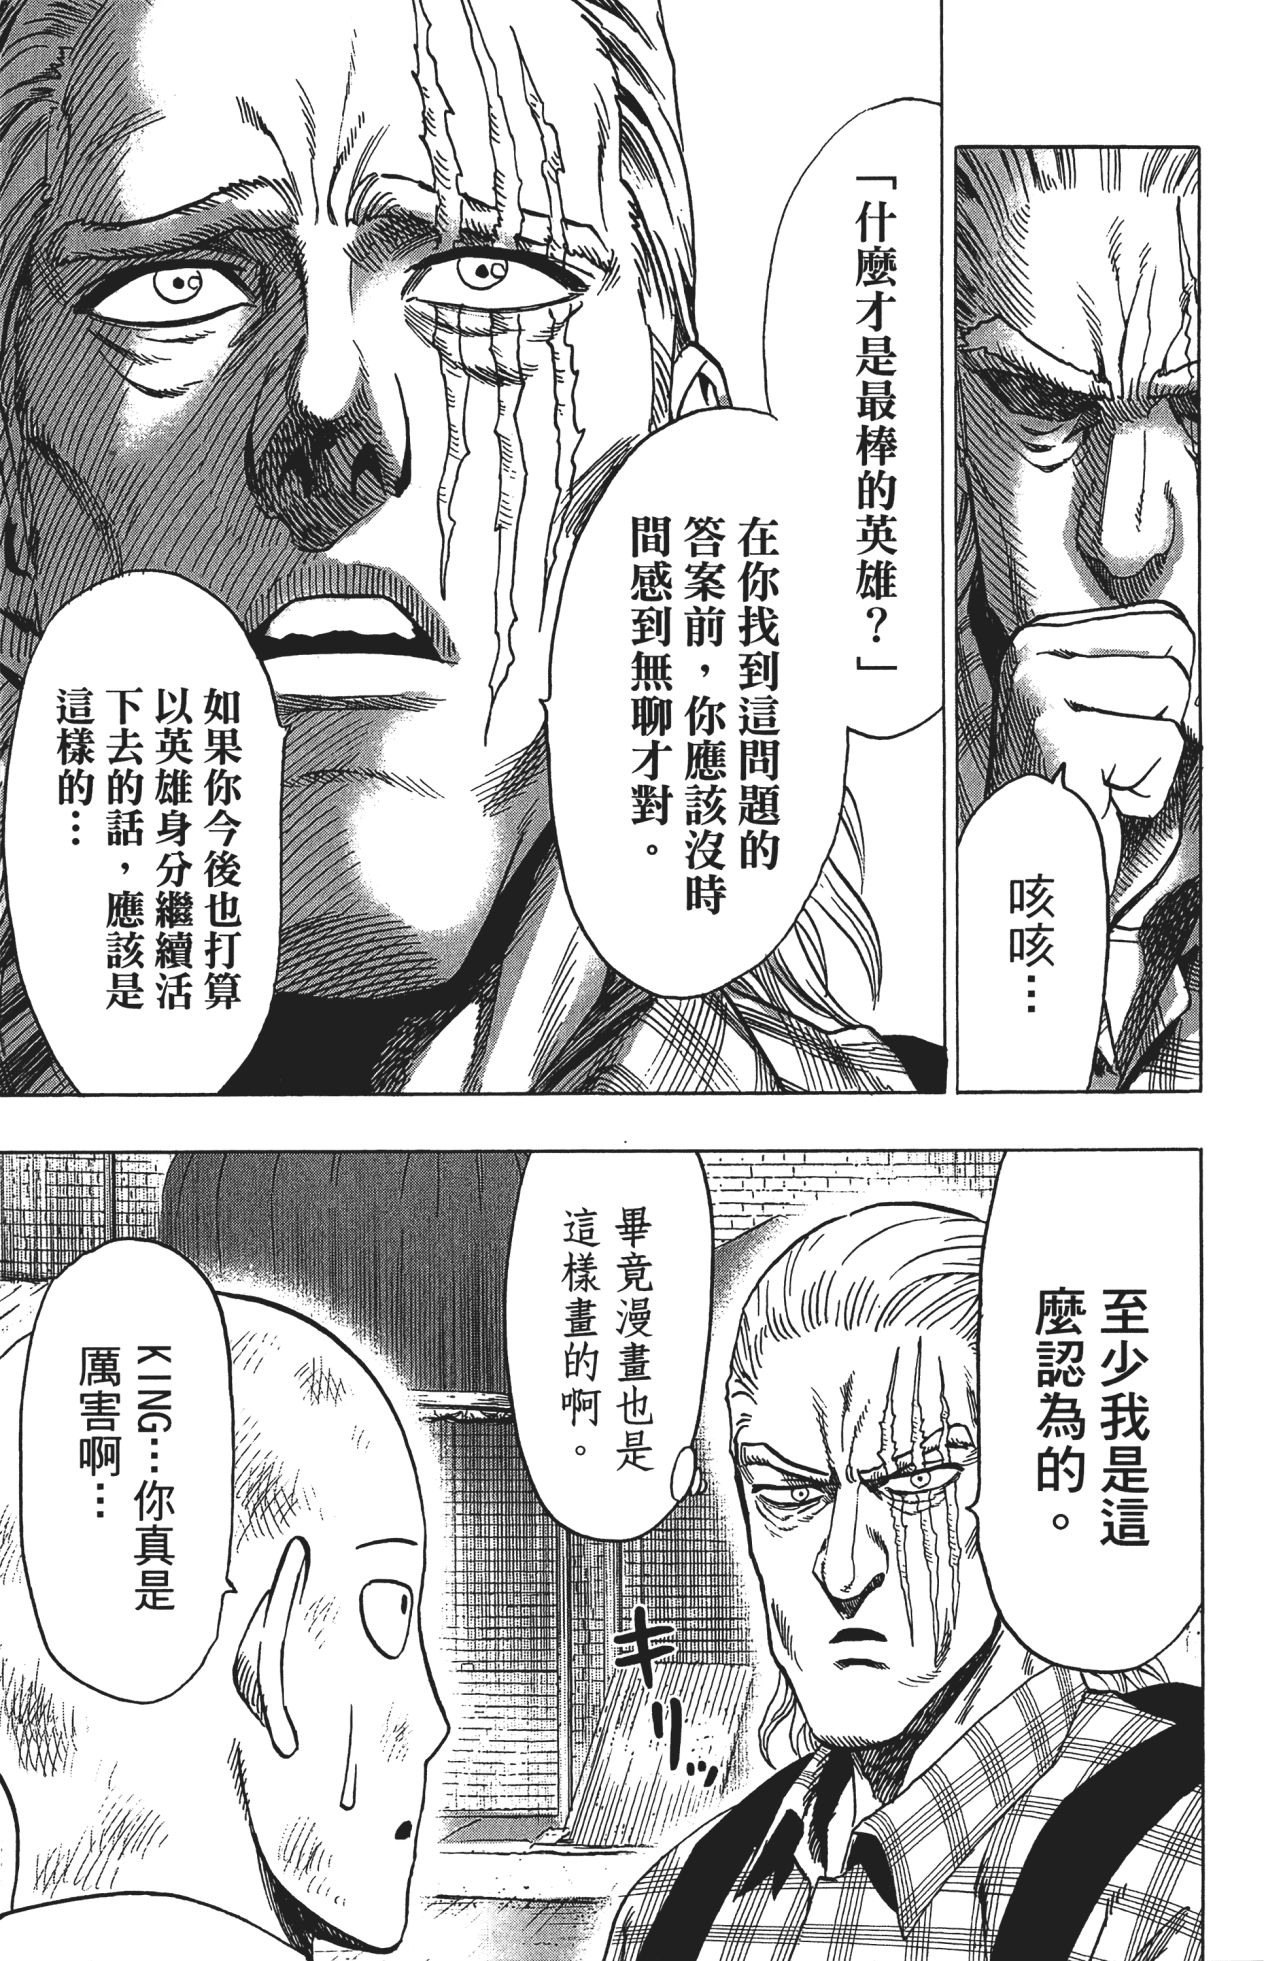 咳咳…
「什麼才是最棒的英雄？」
在你找到這問題的
答案前，你應該沒時
間感到無聊才對。
如果你今後也打算
以英雄身分繼續活
下去的話，應該是
這樣的…
至少我是這
麼認為的。
畢竟漫畫也是
這樣畫的啊。
キリッ
KING…你真是
厲害啊…